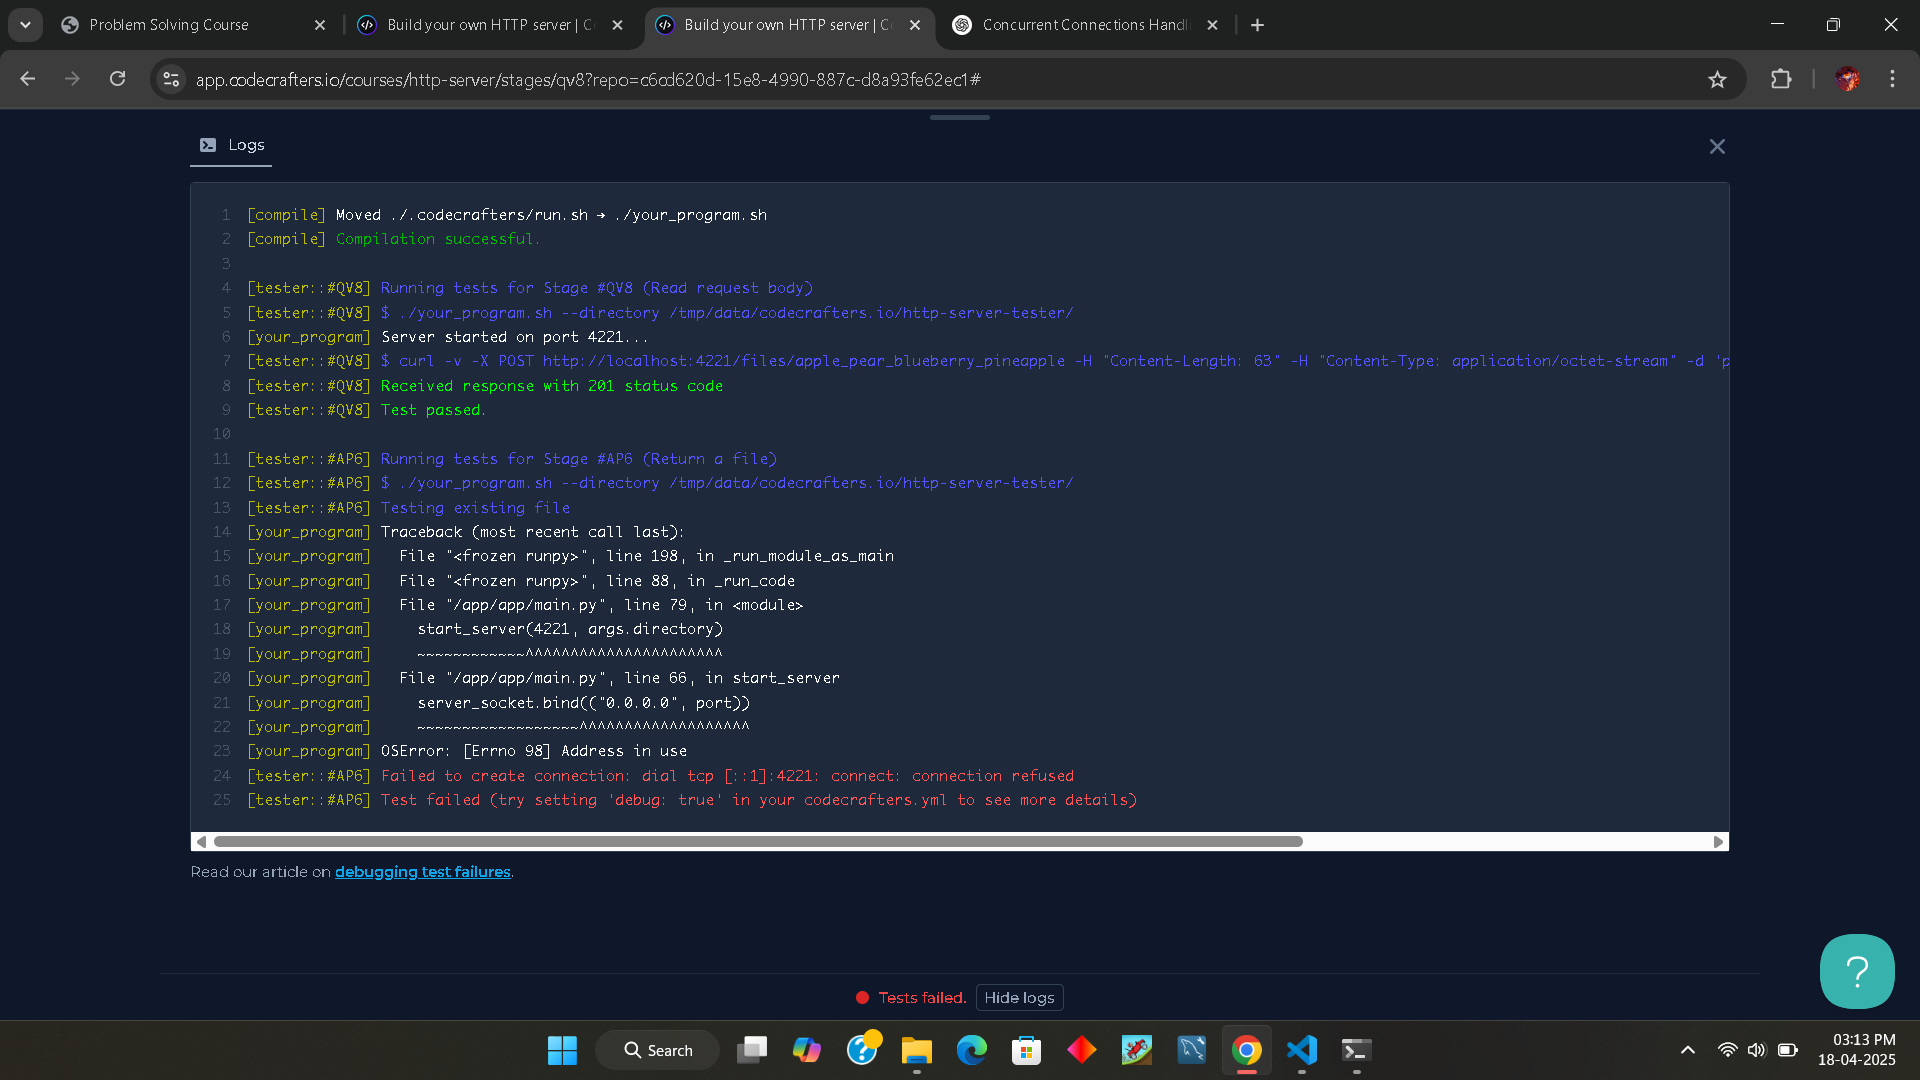 Problem Solving Course
Build your own HTTP server | C
Build your own HTTP server | C
Concurrent Connections Handl
app.codecrafters.io/courses/http-server/stages/qv8?repo=c6cd620d-15e8-4990-887c-d8a93fe62ec1#
Logs
1 [compile] Moved ./.codecrafters/run.sh → ./your_program.sh
2 [compile] Compilation successful.
3
4 [tester::#QV8] Running tests for Stage #QV8 (Read request body)
5 [tester::#QV8] $ ./your_program.sh --directory /tmp/data/codecrafters.io/http-server-tester/
6 [your_program] Server started on port 4221...
7 [tester::#QV8] $ curl -v -X POST http://localhost:4221/files/apple_pear_blueberry_pineapple -H "Content-Length: 63" -H "Content-Type: application/octet-stream" -d 'p
8 [tester::#QV8] Received response with 201 status code
9 [tester::#QV8] Test passed.
10
11 [tester::#AP6] Running tests for Stage #AP6 (Return a file)
12 [tester::#AP6] $ ./your_program.sh --directory /tmp/data/codecrafters.io/http-server-tester/
13 [tester::#AP6] Testing existing file
14 [your_program] Traceback (most recent call last):
15 [your_program]   File "<frozen runpy>", line 198, in _run_module_as_main
16 [your_program]   File "<frozen runpy>", line 88, in _run_code
17 [your_program]   File "/app/app/main.py", line 79, in <module>
18 [your_program]     start_server(4221, args.directory)
19 [your_program]     ~~~~~~~~~~~~^^^^^^^^^^^^^^^^^^^^^^
20 [your_program]   File "/app/app/main.py", line 66, in start_server
21 [your_program]     server_socket.bind(("0.0.0.0", port))
22 [your_program]     ~~~~~~~~~~~~~~~~~~^^^^^^^^^^^^^^^^^^^
23 [your_program] OSError: [Errno 98] Address in use
24 [tester::#AP6] Failed to create connection: dial tcp [::1]:4221: connect: connection refused
25 [tester::#AP6] Test failed (try setting 'debug: true' in your codecrafters.yml to see more details)
Read our article on debugging test failures.
?
Tests failed. Hide logs
Search
03:13 PM
18-04-2025